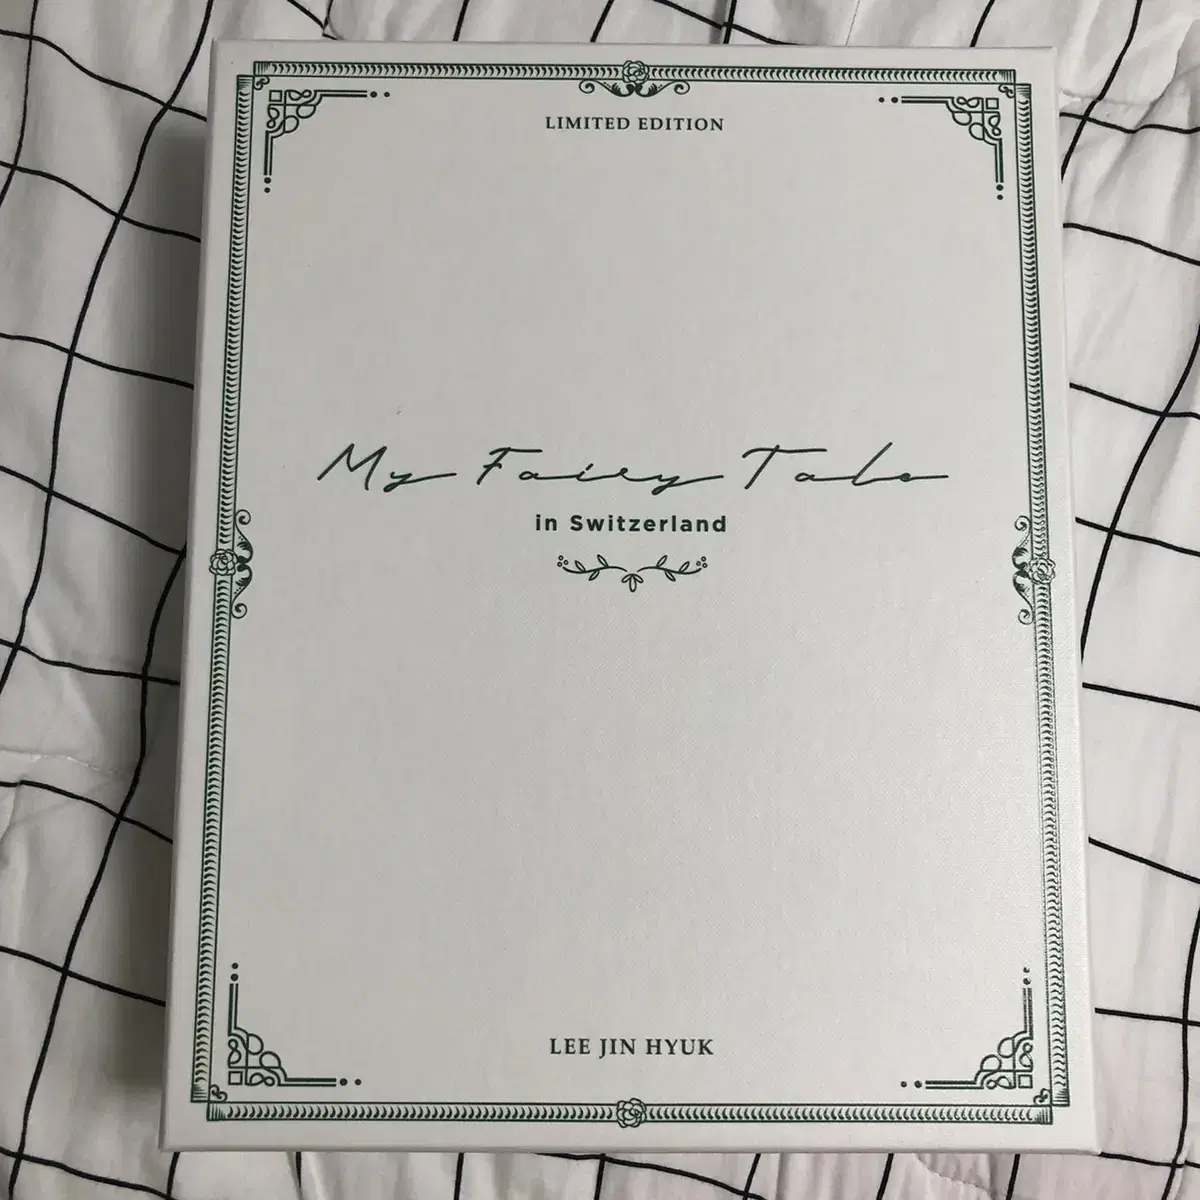 LIMITED EDITION
My Fairy Tale
in Switzerland
LEE JIN HYUK